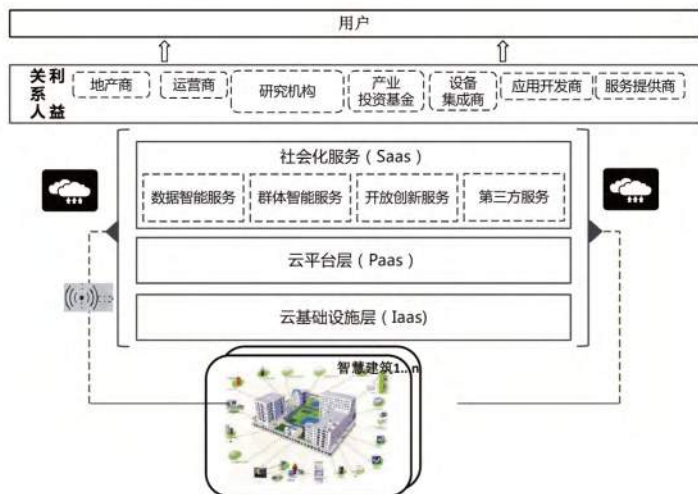 用户
利益
关系人
地产商
运营商
研究机构
产业
投资基金
设备
集成商
应用开发商
服务提供商
社会化服务(Saas)
数据智能服务
群体智能服务
开放创新服务
第三方服务
云平台层(Paas)
云基础设施层(Iaas)
智慧建筑1..n